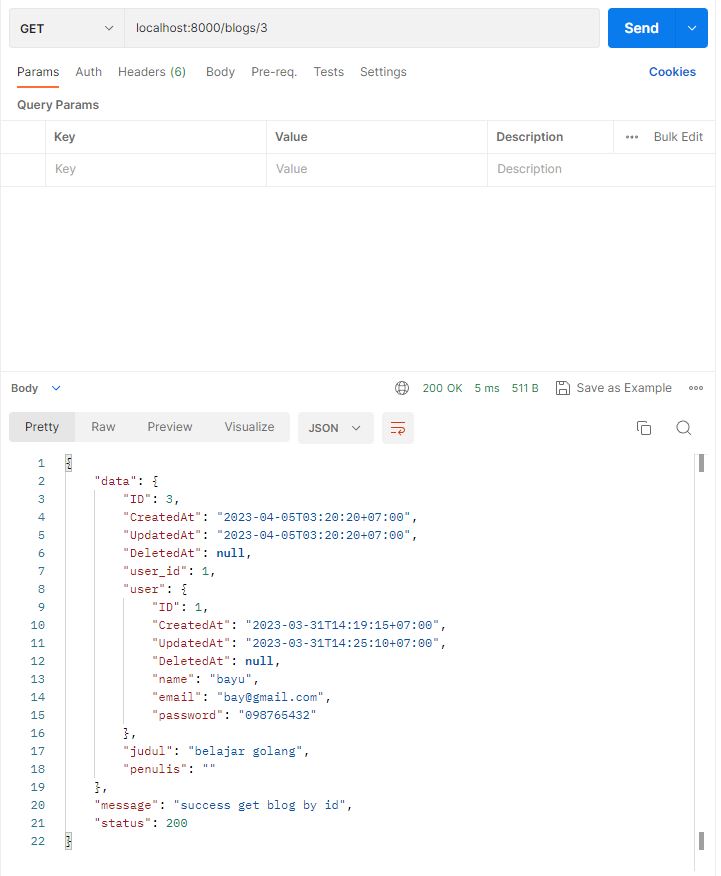 GET localhost:8000/blogs/3 Send
Params Auth Headers (6) Body Pre-req. Tests Settings Cookies
Query Params
Key Value Description ••• Bulk Edit
Key Value Description
Body 200 OK 5 ms 511 B Save as Example •••
Pretty Raw Preview Visualize JSON
1 {
2 "data": {
3 "ID": 3,
4 "CreatedAt": "2023-04-05T03:20:20+07:00",
5 "UpdatedAt": "2023-04-05T03:20:20+07:00",
6 "DeletedAt": null,
7 "user_id": 1,
8 "user": {
9 "ID": 1,
10 "CreatedAt": "2023-03-31T14:19:15+07:00",
11 "UpdatedAt": "2023-03-31T14:25:10+07:00",
12 "DeletedAt": null,
13 "name": "bayu",
14 "email": "bay@gmail.com",
15 "password": "098765432"
16 },
17 "judul": "belajar golang",
18 "penulis": ""
19 },
20 "message": "success get blog by id",
21 "status": 200
22 }